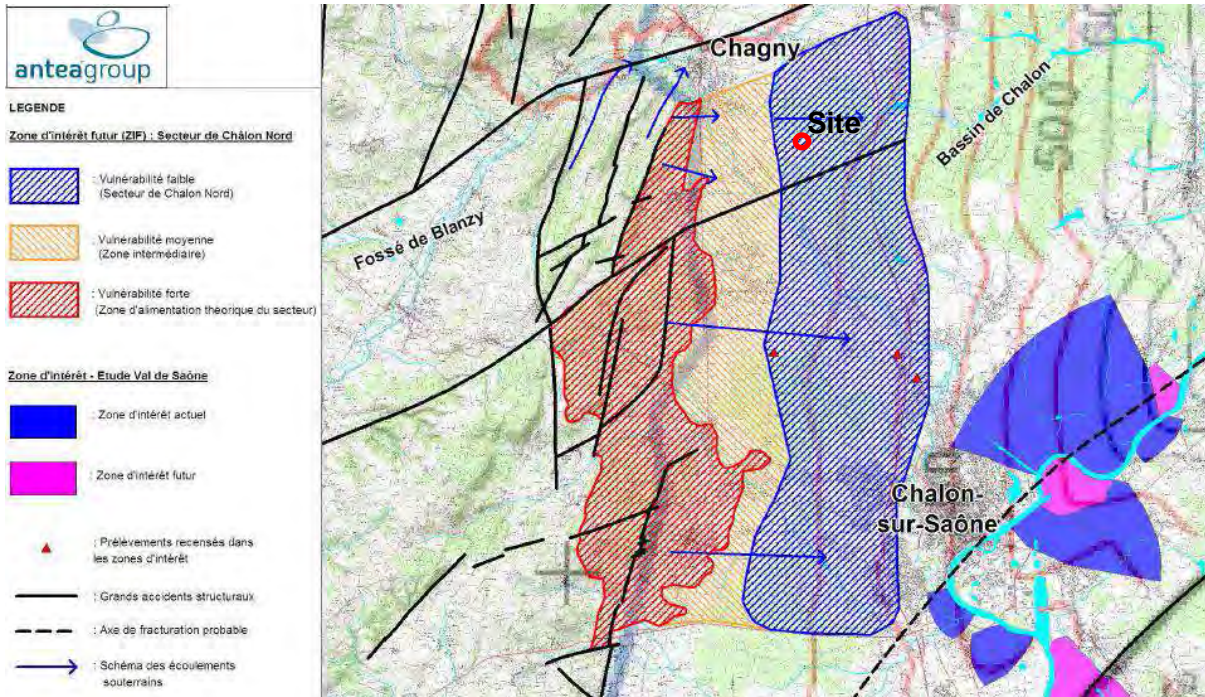 anteagroup
LEGENDE
Zone d'intérêt futur (ZIF) : Secteur de Châlon Nord
: Vulnérabilité faible
(Secteur de Chalon Nord)
: Vulnérabilité moyenne
(Zone intermédiaire)
: Vulnérabilité forte
(Zone d'alimentation théorique du secteur)
Zone d'intérêt - Etude Val de Saône
: Zone d'intérêt actuel
: Zone d'intérêt futur
: Prélèvements recensés dans
les zones d'intérêt
: Grands accidents structuraux
: Axe de fracturation probable
: Schéma des écoulements
souterrains
Chagny
Site
Bassin de Chalon
Fossé de Blanzy
Chalon-
sur-Saône